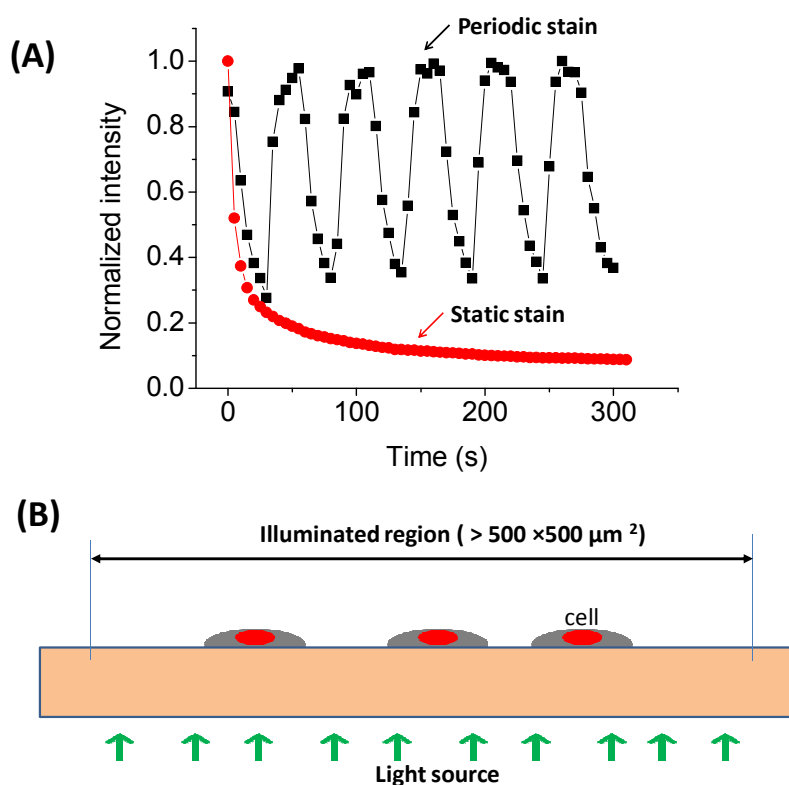 (A)
Periodic stain
1.0
0.8
0.6
0.4
0.2
0.0
Normalized intensity
Static stain
0
100
200
300
Time (s)
(B)
Illuminated region ( > 500 ×500 μm ²)
cell
Light source